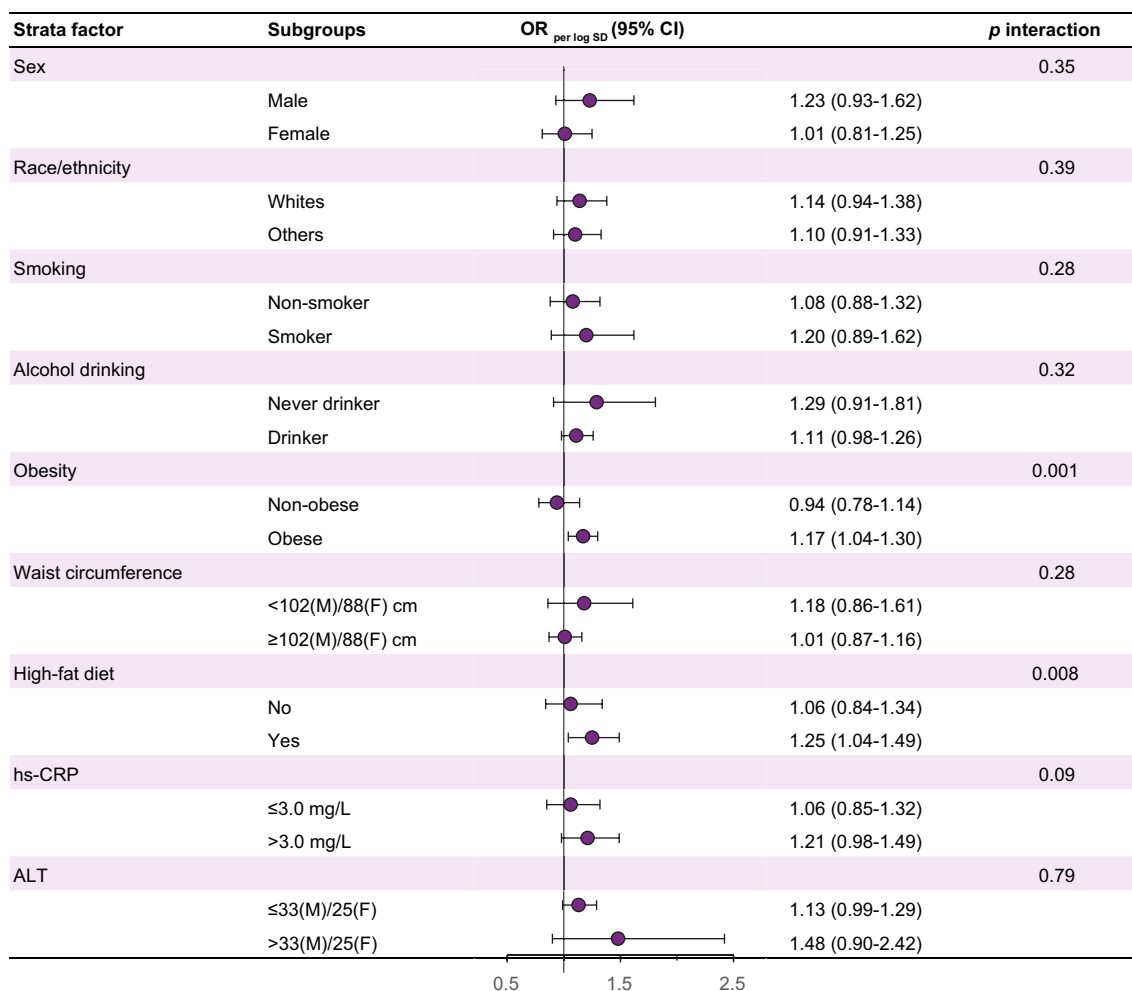 Strata factor Subgroups OR per log SD (95% CI) p interaction
Sex 0.35
Male 1.23 (0.93-1.62)
Female 1.01 (0.81-1.25)
Race/ethnicity 0.39
Whites 1.14 (0.94-1.38)
Others 1.10 (0.91-1.33)
Smoking 0.28
Non-smoker 1.08 (0.88-1.32)
Smoker 1.20 (0.89-1.62)
Alcohol drinking 0.32
Never drinker 1.29 (0.91-1.81)
Drinker 1.11 (0.98-1.26)
Obesity 0.001
Non-obese 0.94 (0.78-1.14)
Obese 1.17 (1.04-1.30)
Waist circumference 0.28
<102(M)/88(F) cm 1.18 (0.86-1.61)
≥102(M)/88(F) cm 1.01 (0.87-1.16)
High-fat diet 0.008
No 1.06 (0.84-1.34)
Yes 1.25 (1.04-1.49)
hs-CRP 0.09
≤3.0 mg/L 1.06 (0.85-1.32)
>3.0 mg/L 1.21 (0.98-1.49)
ALT 0.79
≤33(M)/25(F) 1.13 (0.99-1.29)
>33(M)/25(F) 1.48 (0.90-2.42)
0.5 1.5 2.5